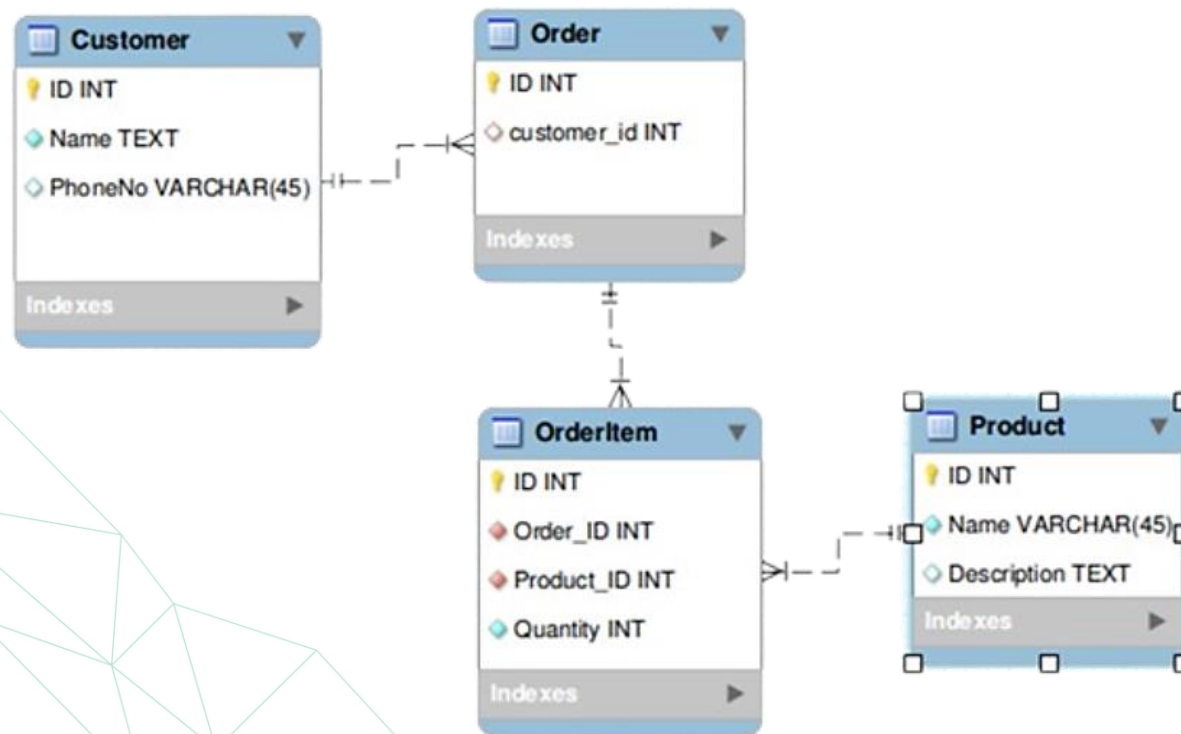 Customer
ID INT
Name TEXT
PhoneNo VARCHAR(45)
Indexes
Order
ID INT
customer_id INT
Indexes
OrderItem
ID INT
Order_ID INT
Product_ID INT
Quantity INT
Indexes
Product
ID INT
Name VARCHAR(45)
Description TEXT
Indexes